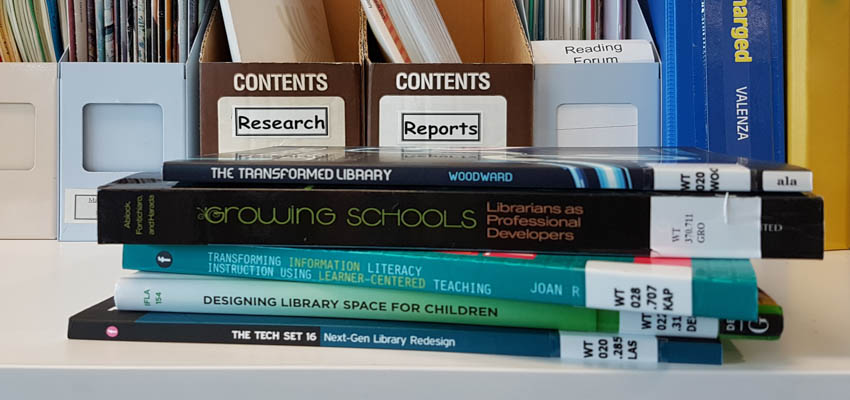 CONTENTS
Research
CONTENTS
Reports
Reading
Forum
harged
VALENZA
THE TRANSFORMED LIBRARY WOODWARD
WT
020
WOO
ala
Abilock,
Fontichiaro,
and Harada
GROWING SCHOOLS
Librarians as
Professional
Developers
WT
370.711
GRO
ITED
TRANSFORMING INFORMATION LITERACY
INSTRUCTION USING LEARNER-CENTERED TEACHING
JOAN R
WT
028
.707
KAP
IFLA
154
DESIGNING LIBRARY SPACE FOR CHILDREN
WT
022
.31
DES
G
THE TECH SET 16 Next-Gen Library Redesign
WT
020
.285
LAS